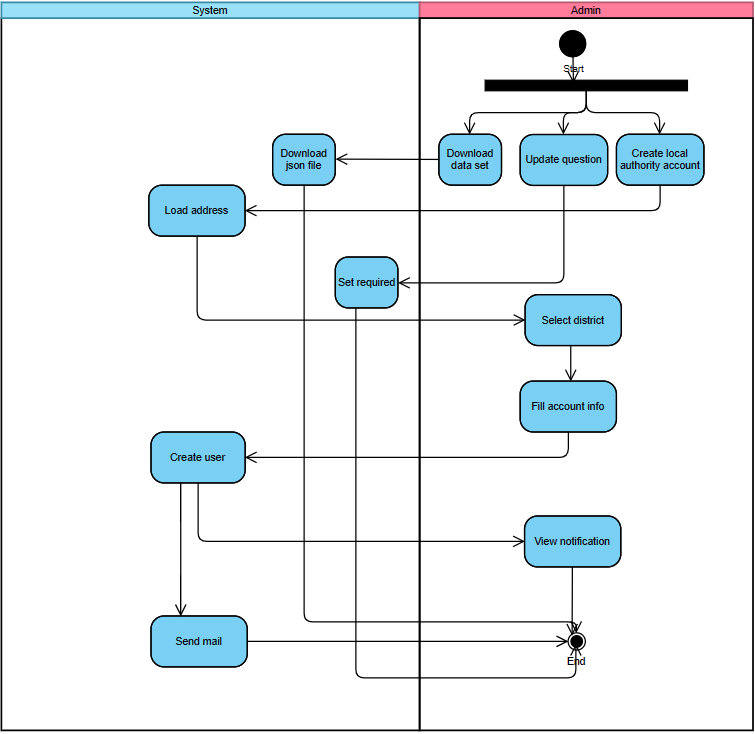 System
Admin
Start
Download
json file
Download
data set
Update question
Create local
authority account
Load address
Set required
Select district
Fill account info
Create user
View notification
Send mail
End